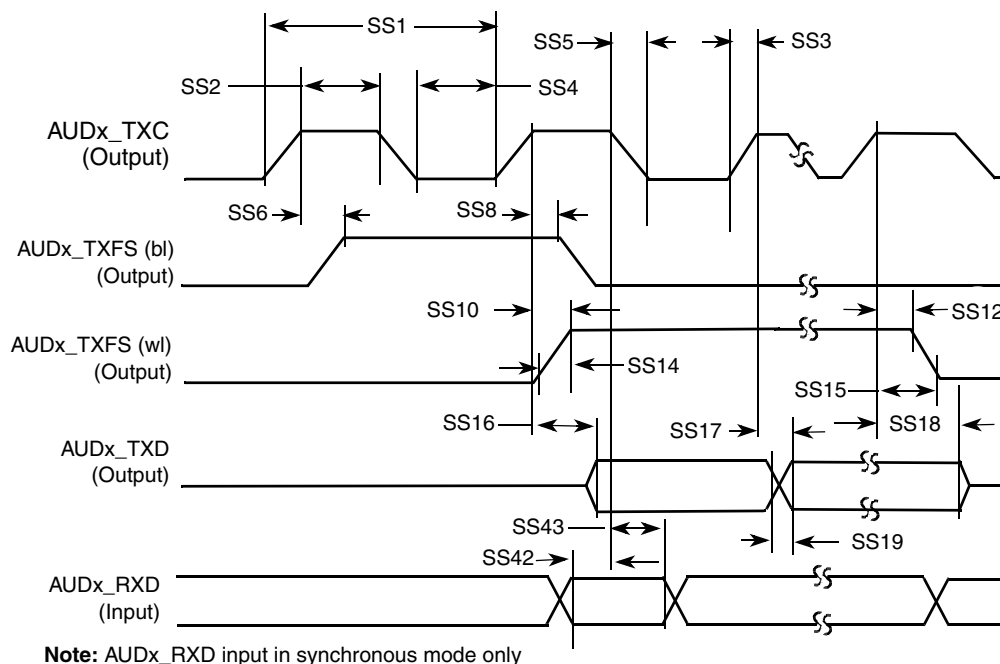 SS1
SS5
SS3
SS2
SS4
AUDx_TXC
(Output)
SS6
SS8
AUDx_TXFS (bl)
(Output)
SS10
SS12
AUDx_TXFS (wl)
(Output)
SS14
SS15
SS16
SS17
SS18
AUDx_TXD
(Output)
SS43
SS19
SS42
AUDx_RXD
(Input)
Note: AUDx_RXD input in synchronous mode only